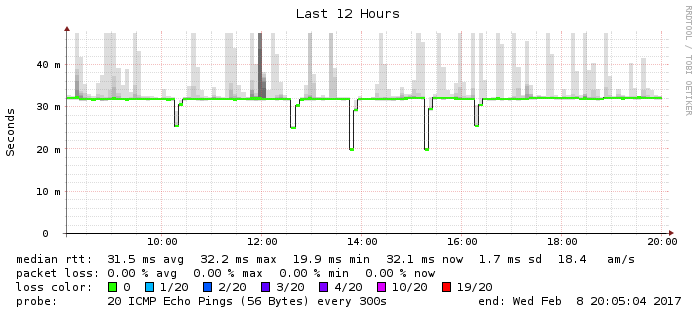 Last 12 Hours
RRDTOOL / TOBI OETIKER
Seconds
40 m
30 m
20 m
10 m
0
10:00 12:00 14:00 16:00 18:00 20:00
median rtt: 31.5 ms avg 32.2 ms max 19.9 ms min 32.1 ms now 1.7 ms sd 18.4 am/s
packet loss: 0.00 % avg 0.00 % max 0.00 % min 0.00 % now
loss color: 0 1/20 2/20 3/20 4/20 10/20 19/20
probe: 20 ICMP Echo Pings (56 Bytes) every 300s end: Wed Feb 8 20:05:04 2017